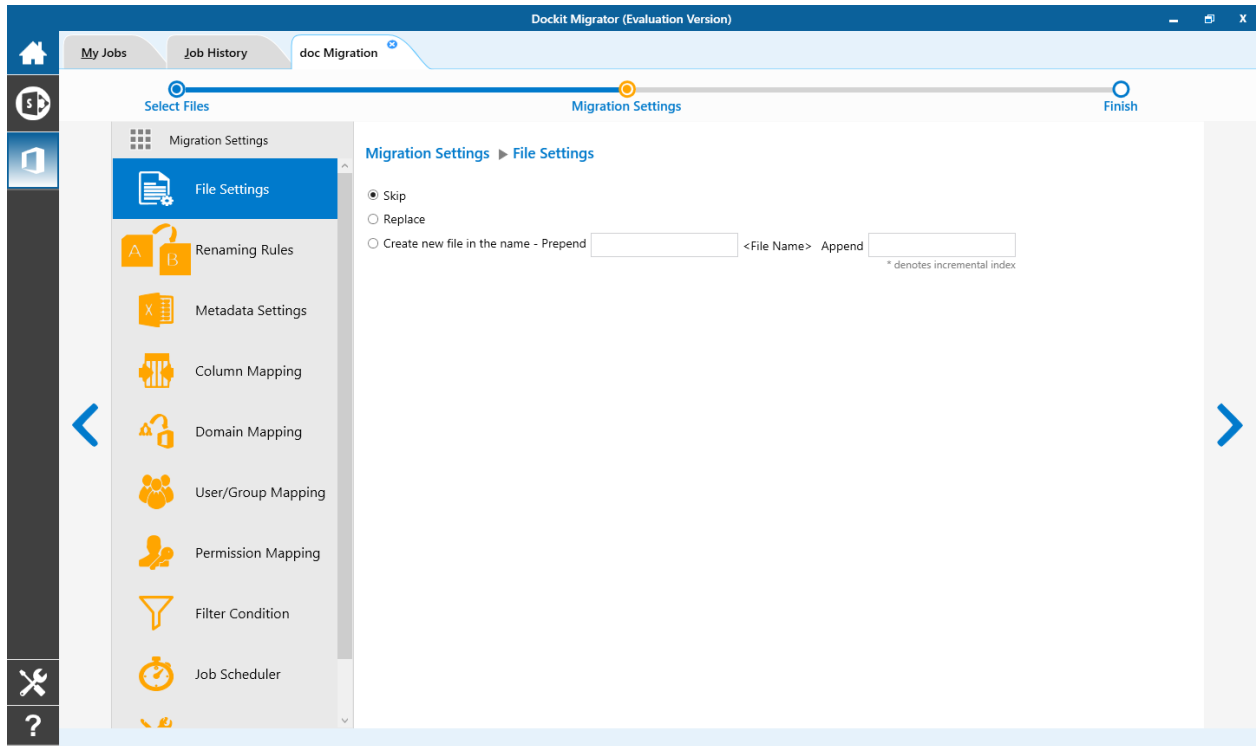 Dockit Migrator (Evaluation Version)
My Jobs Job History doc Migration
Select Files Migration Settings Finish
Migration Settings
File Settings
Renaming Rules
Metadata Settings
Column Mapping
Domain Mapping
User/Group Mapping
Permission Mapping
Filter Condition
Job Scheduler
Migration Settings ▶ File Settings
Skip
Replace
Create new file in the name - Prepend <File Name> Append
* denotes incremental index